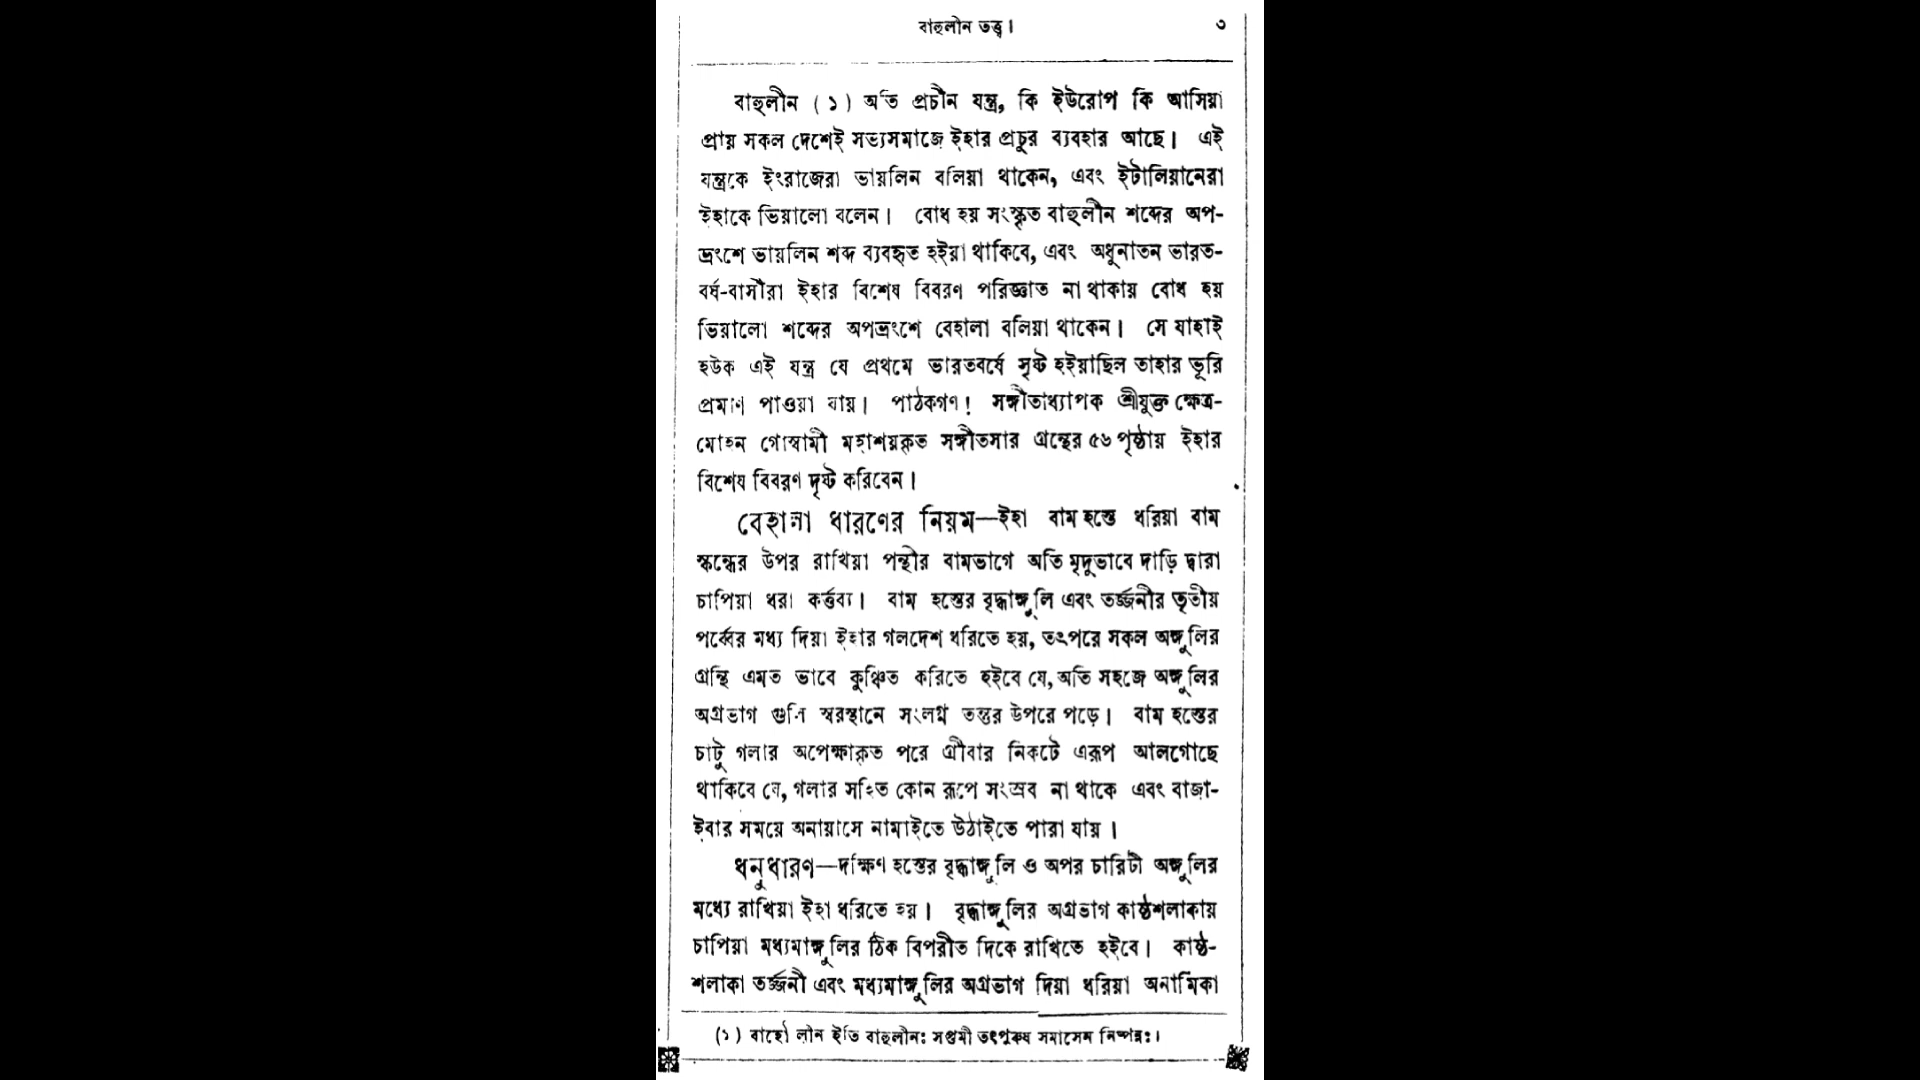 বাহুলীন তত্ত্ব।
৩
বাহুলীন (১) অতি প্রচীন যন্ত্র, কি ইউরোপ কি আসিয়া
প্রায় সকল দেশেই সভ্যসমাজে ইহার প্রচুর ব্যবহার আছে। এই
যন্ত্রকে ইংরাজেরা ভায়লিন বলিয়া থাকেন, এবং ইটালিয়ানেরা
ইহাকে ভিয়ালো বলেন। বোধ হয় সংস্কৃত বাহুলীন শব্দের অপ-
ভ্রংশে ভায়লিন শব্দ ব্যবহৃত হইয়া থাকিবে, এবং অধুনাতন ভারত-
বর্ষ-বাসীরা ইহার বিশেষ বিবরণ পরিজ্ঞাত না থাকায় বোধ হয়
ভিয়ালো শব্দের অপভ্রংশে বেহালা বলিয়া থাকেন। সে যাহাই
হউক এই যন্ত্র যে প্রথমে ভারতবর্ষে সৃষ্ট হইয়াছিল তাহার ভূরি
প্রমাণ পাওয়া যায়। পাঠকগণ! সঙ্গীতাধ্যাপক শ্রীযুক্ত ক্ষেত্র-
মোহন গোস্বামী মহাশয়কৃত সঙ্গীতসার গ্রন্থের ৫৬ পৃষ্ঠায় ইহার
বিশেষ বিবরণ দৃষ্ট করিবেন।
বেহালা ধারণের নিয়ম—ইহা বাম হস্তে ধরিয়া বাম
স্কন্ধের উপর রাখিয়া পন্থীর বামভাগে অতি মৃদুভাবে দাড়ি দ্বারা
চাপিয়া ধরা কর্ত্তব্য। বাম হস্তের বৃদ্ধাঙ্গুলি এবং তর্জ্জনীর তৃতীয়
পর্ব্বের মধ্য দিয়া ইহার গলদেশ ধরিতে হয়, তৎপরে সকল অঙ্গুলির
গ্রন্থি এমত ভাবে কুঞ্চিত করিতে হইবে যে, অতি সহজে অঙ্গুলির
অগ্রভাগ গুলি স্বরস্থানে সংলগ্ন তন্তুর উপরে পড়ে। বাম হস্তের
চাটু গলার অপেক্ষাকৃত পরে গ্রীবার নিকটে এরূপ আলগোছে
থাকিবে যে, গলার সহিত কোন রূপে সংস্রব না থাকে এবং বাজা-
ইবার সময়ে অনায়াসে নামাইতে উঠাইতে পারা যায়।
ধনুধারণ—দক্ষিণ হস্তের বৃদ্ধাঙ্গুলি ও অপর চারিটী অঙ্গুলির
মধ্যে রাখিয়া ইহা ধরিতে হয়। বৃদ্ধাঙ্গুলির অগ্রভাগ কাষ্ঠশলাকায়
চাপিয়া মধ্যমাঙ্গুলির ঠিক বিপরীত দিকে রাখিতে হইবে। কাষ্ঠ-
শলাকা তর্জ্জনী এবং মধ্যমাঙ্গুলির অগ্রভাগ দিয়া ধরিয়া অনামিকা
(১) বাহৌ লীন ইতি বাহুলীনঃ সপ্তমী তৎপুরুষ সমাসেন নিষ্পন্নঃ।